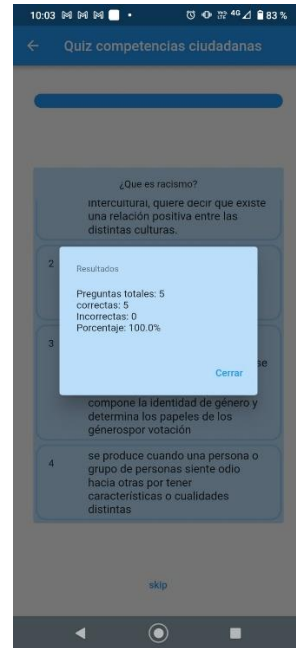 10:03
4G
83 %
Quiz competencias ciudadanas
¿Que es racismo?
intercultural, quiere decir que existe
una relación positiva entre las
distintas culturas.
2
Resultados
Preguntas totales: 5
correctas: 5
Incorrectas: 0
Porcentaje: 100.0%
3
se
Cerrar
compone la identidad de género y
determina los papeles de los
génerospor votación
4
se produce cuando una persona o
grupo de personas siente odio
hacia otras por tener
características o cualidades
distintas
skip